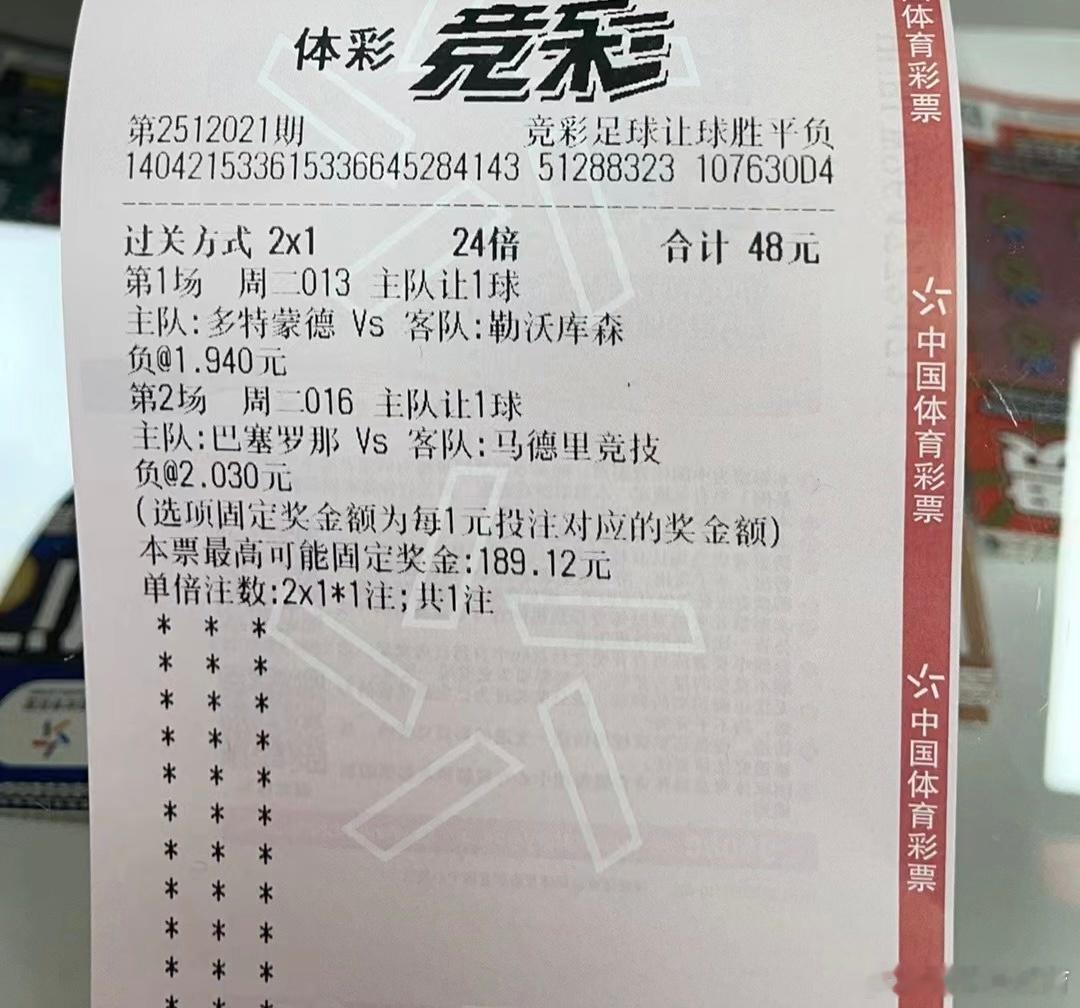 体彩 竞彩
第2512021期 竞彩足球让球胜平负
140421533615336645284143 51288323 107630D4
过关方式 2x1 24倍 合计 48元
第1场 周二013 主队让1球
主队:多特蒙德 Vs 客队:勒沃库森
负@1.940元
第2场 周二016 主队让1球
主队:巴塞罗那 Vs 客队:马德里竞技
负@2.030元
(选项固定奖金额为每1元投注对应的奖金额)
本票最高可能固定奖金:189.12元
单倍注数:2x1*1注;共1注
* * *
* * *
* * *
* * *
* * *
* * *
* * *
* * *
* * *
* * *
* * *
体育彩票
中国体育彩票
中国体育彩票